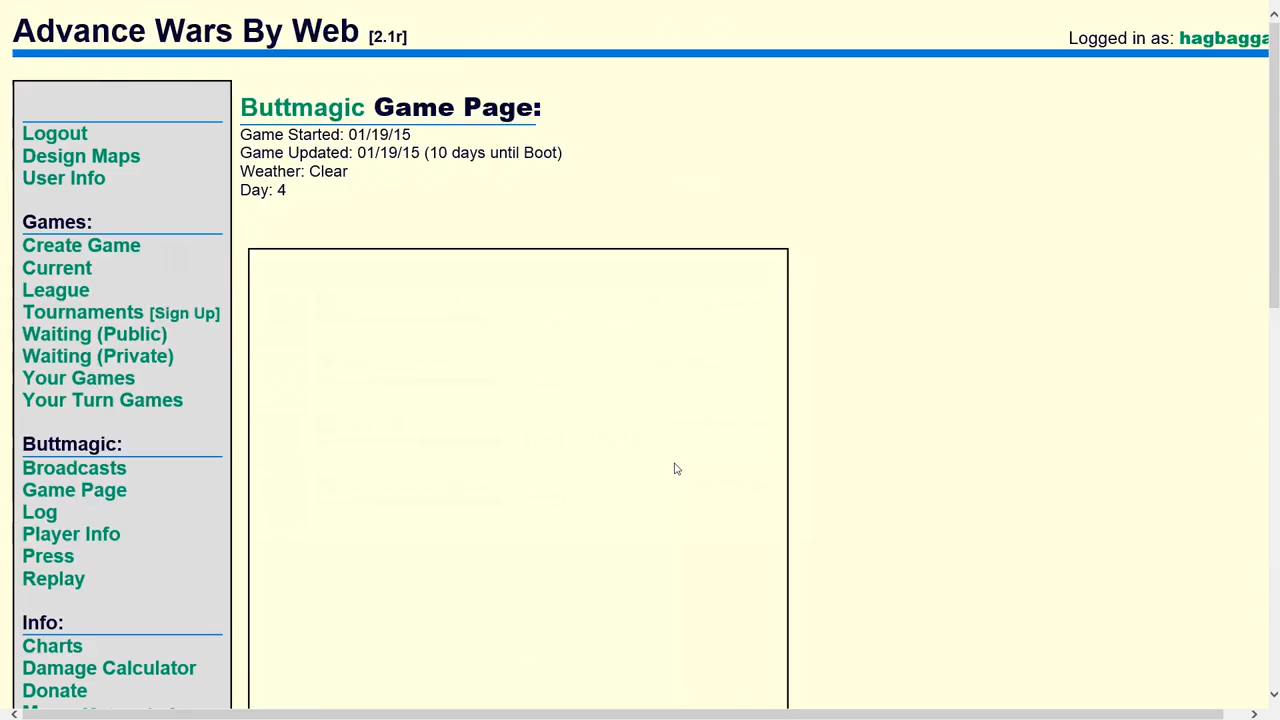 Advance Wars By Web [2.1r]
Logged in as: hagbagga
Logout
Design Maps
User Info
Games:
Create Game
Current
League
Tournaments [Sign Up]
Waiting (Public)
Waiting (Private)
Your Games
Your Turn Games
Buttmagic:
Broadcasts
Game Page
Log
Player Info
Press
Replay
Info:
Charts
Damage Calculator
Donate
Buttmagic Game Page:
Game Started: 01/19/15
Game Updated: 01/19/15 (10 days until Boot)
Weather: Clear
Day: 4